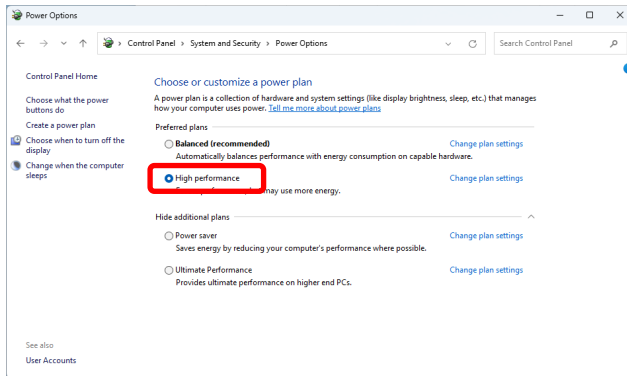 Power Options
Control Panel > System and Security > Power Options
Search Control Panel
Control Panel Home
Choose what the power
buttons do
Create a power plan
Choose when to turn off the
display
Change when the computer
sleeps
Choose or customize a power plan
A power plan is a collection of hardware and system settings (like display brightness, sleep, etc.) that manages
how your computer uses power. Tell me more about power plans
Preferred plans
Balanced (recommended)
Change plan settings
Automatically balances performance with energy consumption on capable hardware.
High performance
Change plan settings
may use more energy.
Hide additional plans
Power saver
Change plan settings
Saves energy by reducing your computer's performance where possible.
Ultimate Performance
Change plan settings
Provides ultimate performance on higher end PCs.
See also
User Accounts